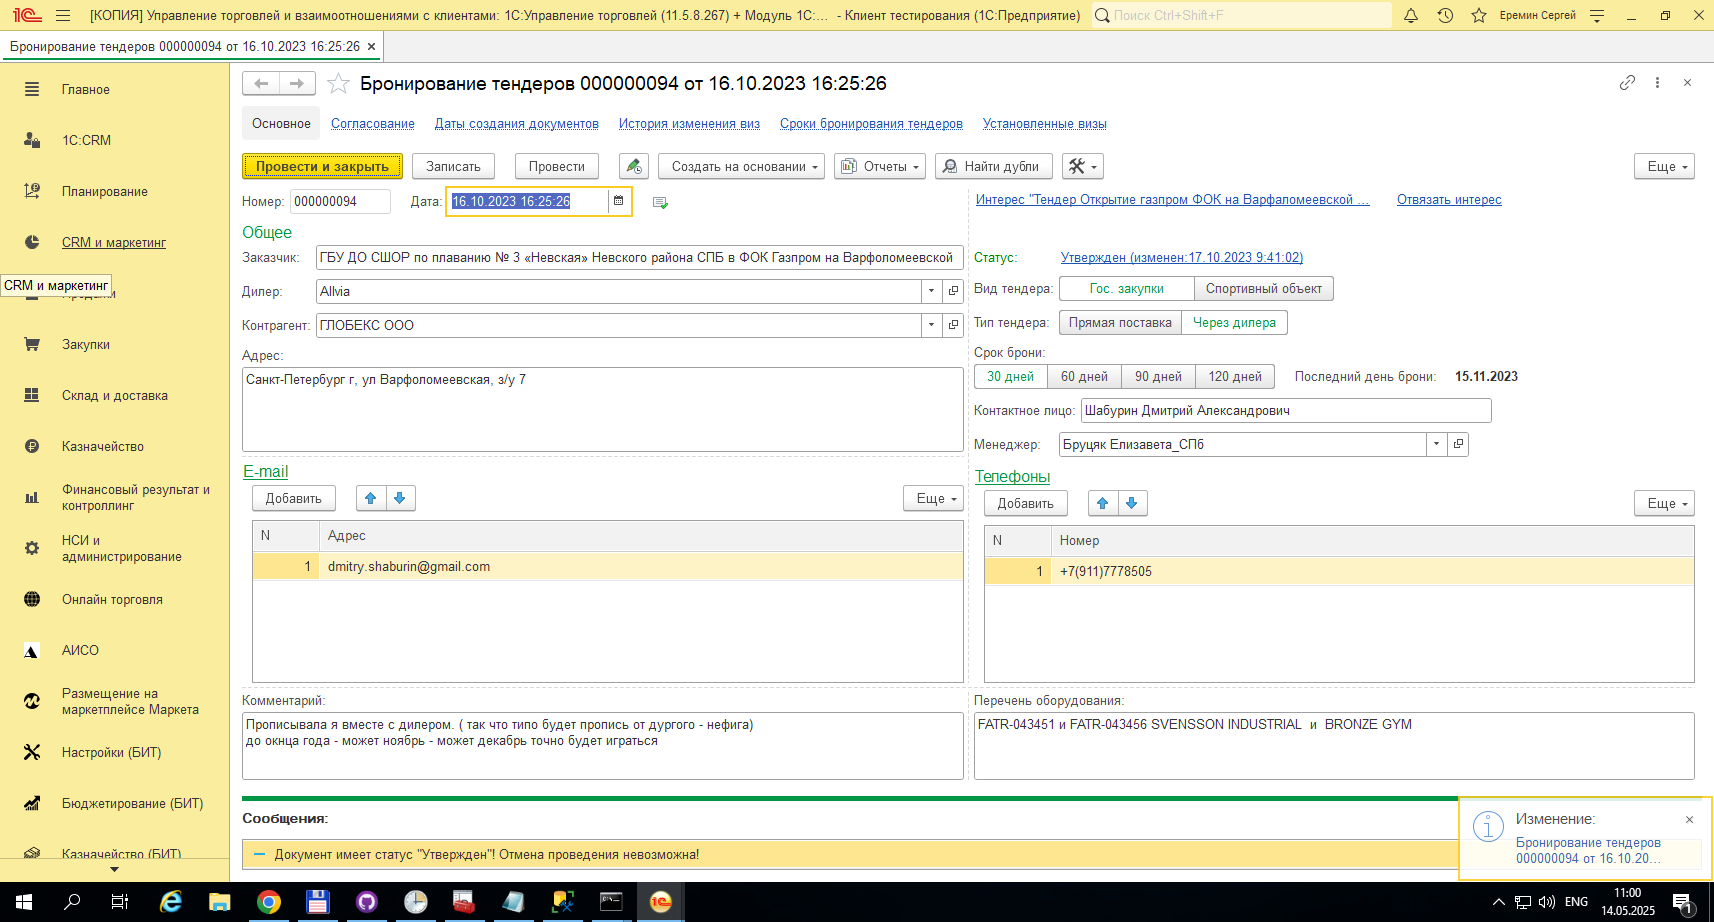 [КОПИЯ] Управление торговлей и взаимоотношениями с клиентами: 1С:Управление торговлей (11.5.8.267) + Модуль 1С:... - Клиент тестирования (1С:Предприятие)
Поиск Ctrl+Shift+F
Еремин Сергей
Бронирование тендеров 000000094 от 16.10.2023 16:25:26
Главное
1С:CRM
Планирование
CRM и маркетинг
CRM и маркетинг
Закупки
Склад и доставка
Казначейство
Финансовый результат и
контроллинг
НСИ и
администрирование
Онлайн торговля
АИСО
Размещение на
маркетплейсе Маркета
Настройки (БИТ)
Бюджетирование (БИТ)
Казначейство (БИТ)
Бронирование тендеров 000000094 от 16.10.2023 16:25:26
Основное Согласование Даты создания документов История изменения виз Сроки бронирования тендеров Установленные визы
Провести и закрыть Записать Провести Создать на основании Отчеты Найти дубли Еще
Номер: 000000094 Дата: 16.10.2023 16:25:26
Интерес "Тендер Открытие газпром ФОК на Варфаломеевской ... Отвязать интерес
Общее
Заказчик: ГБУ ДО СШОР по плаванию № 3 «Невская» Невского района СПБ в ФОК Газпром на Варфоломеевской
Статус: Утвержден (изменен:17.10.2023 9:41:02)
Дилер: Allvia
Вид тендера: Гос. закупки Спортивный объект
Контрагент: ГЛОБЕКС ООО
Тип тендера: Прямая поставка Через дилера
Адрес:
Санкт-Петербург г, ул Варфоломеевская, з/у 7
Срок брони:
30 дней 60 дней 90 дней 120 дней Последний день брони: 15.11.2023
Контактное лицо: Шабурин Дмитрий Александрович
Менеджер: Бруцяк Елизавета_СПб
E-mail
Добавить Еще
N Адрес
1 dmitry.shaburin@gmail.com
Телефоны
Добавить Еще
N Номер
1 +7(911)7778505
Комментарий:
Прописывала я вместе с дилером. ( так что типо будет пропись от дургого - нефига)
до окнца года - может ноябрь - может декабрь точно будет играться
Перечень оборудования:
FATR-043451 и FATR-043456 SVENSSON INDUSTRIAL и BRONZE GYM
Сообщения:
Документ имеет статус "Утвержден"! Отмена проведения невозможна!
Изменение:
Бронирование тендеров
000000094 от 16.10.20...
ENG
11:00
14.05.2025
1